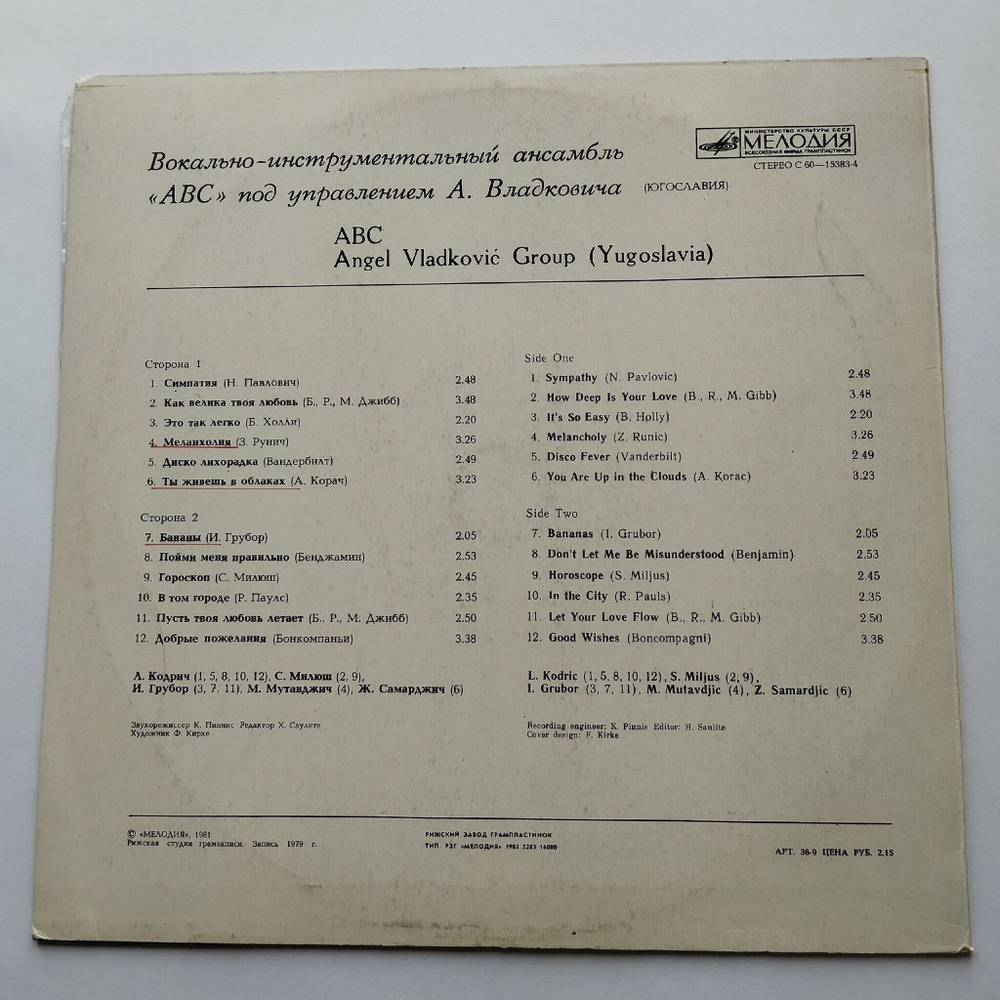 МИНИСТЕРСТВО КУЛЬТУРЫ СССР
МЕЛОДИЯ
ВСЕСОЮЗНАЯ ФИРМА ГРАМПЛАСТИНОК
СТЕРЕО С 60—15383-4
Вокально-инструментальный ансамбль
«АВС» под управлением А. Владковича (ЮГОСЛАВИЯ)
ABC
Angel Vladković Group (Yugoslavia)
Сторона 1
1. Симпатия (Н. Павлович) 2.48
2. Как велика твоя любовь (Б., Р., М. Джибб) 3.48
3. Это так легко (Б. Холли) 2.20
4. Меланхолия (З. Рунич) 3.26
5. Диско лихорадка (Вандербилт) 2.49
6. Ты живешь в облаках (А. Корач) 3.23
Сторона 2
7. Бананы (И. Грубор) 2.05
8. Пойми меня правильно (Бенджамин) 2.53
9. Гороскоп (С. Милюш) 2.45
10. В том городе (Р. Паулс) 2.35
11. Пусть твоя любовь летает (Б., Р., М. Джибб) 2.50
12. Добрые пожелания (Бонкомпаньи) 3.38
Л. Кодрич (1, 5, 8, 10, 12), С. Милюш (2, 9),
И. Грубор (3, 7. 11), М. Мутавджич (4), Ж. Самарджич (6)
Звукорежиссер К. Пиннис Редактор Х. Саулите
Художник Ф. Кирке
Side One
1. Sympathy (N. Pavlovic) 2.48
2. How Deep Is Your Love (B., R., M. Gibb) 3.48
3. It's So Easy (B. Holly) 2.20
4. Melancholy (Z. Runic) 3.26
5. Disco Fever (Vanderbilt) 2.49
6. You Are Up in the Clouds (A. Korac) 3.23
Side Two
7. Bananas (I. Grubor) 2.05
8. Don't Let Me Be Misunderstood (Benjamin) 2.53
9. Horoscope (S. Miljus) 2.45
10. In the City (R. Pauls) 2.35
11. Let Your Love Flow (B., R., M. Gibb) 2.50
12. Good Wishes (Boncompagni) 3.38
L. Kodric (1, 5, 8, 10, 12), S. Miljus (2, 9),
I. Grubor (3, 7, 11), M. Mutavdjic (4), Z. Samardjic (6)
Recording engineer: K. Pinnis Editor: H. Saulite
Cover design: F. Kirke
© «МЕЛОДИЯ», 1981
Рижская студия грамзаписи. Запись 1979 г.
РИЖСКИЙ ЗАВОД ГРАМПЛАСТИНОК
ТИП. РЗГ «МЕЛОДИЯ» 1982 2283 16000
АРТ. 36-9 ЦЕНА РУБ. 2,15